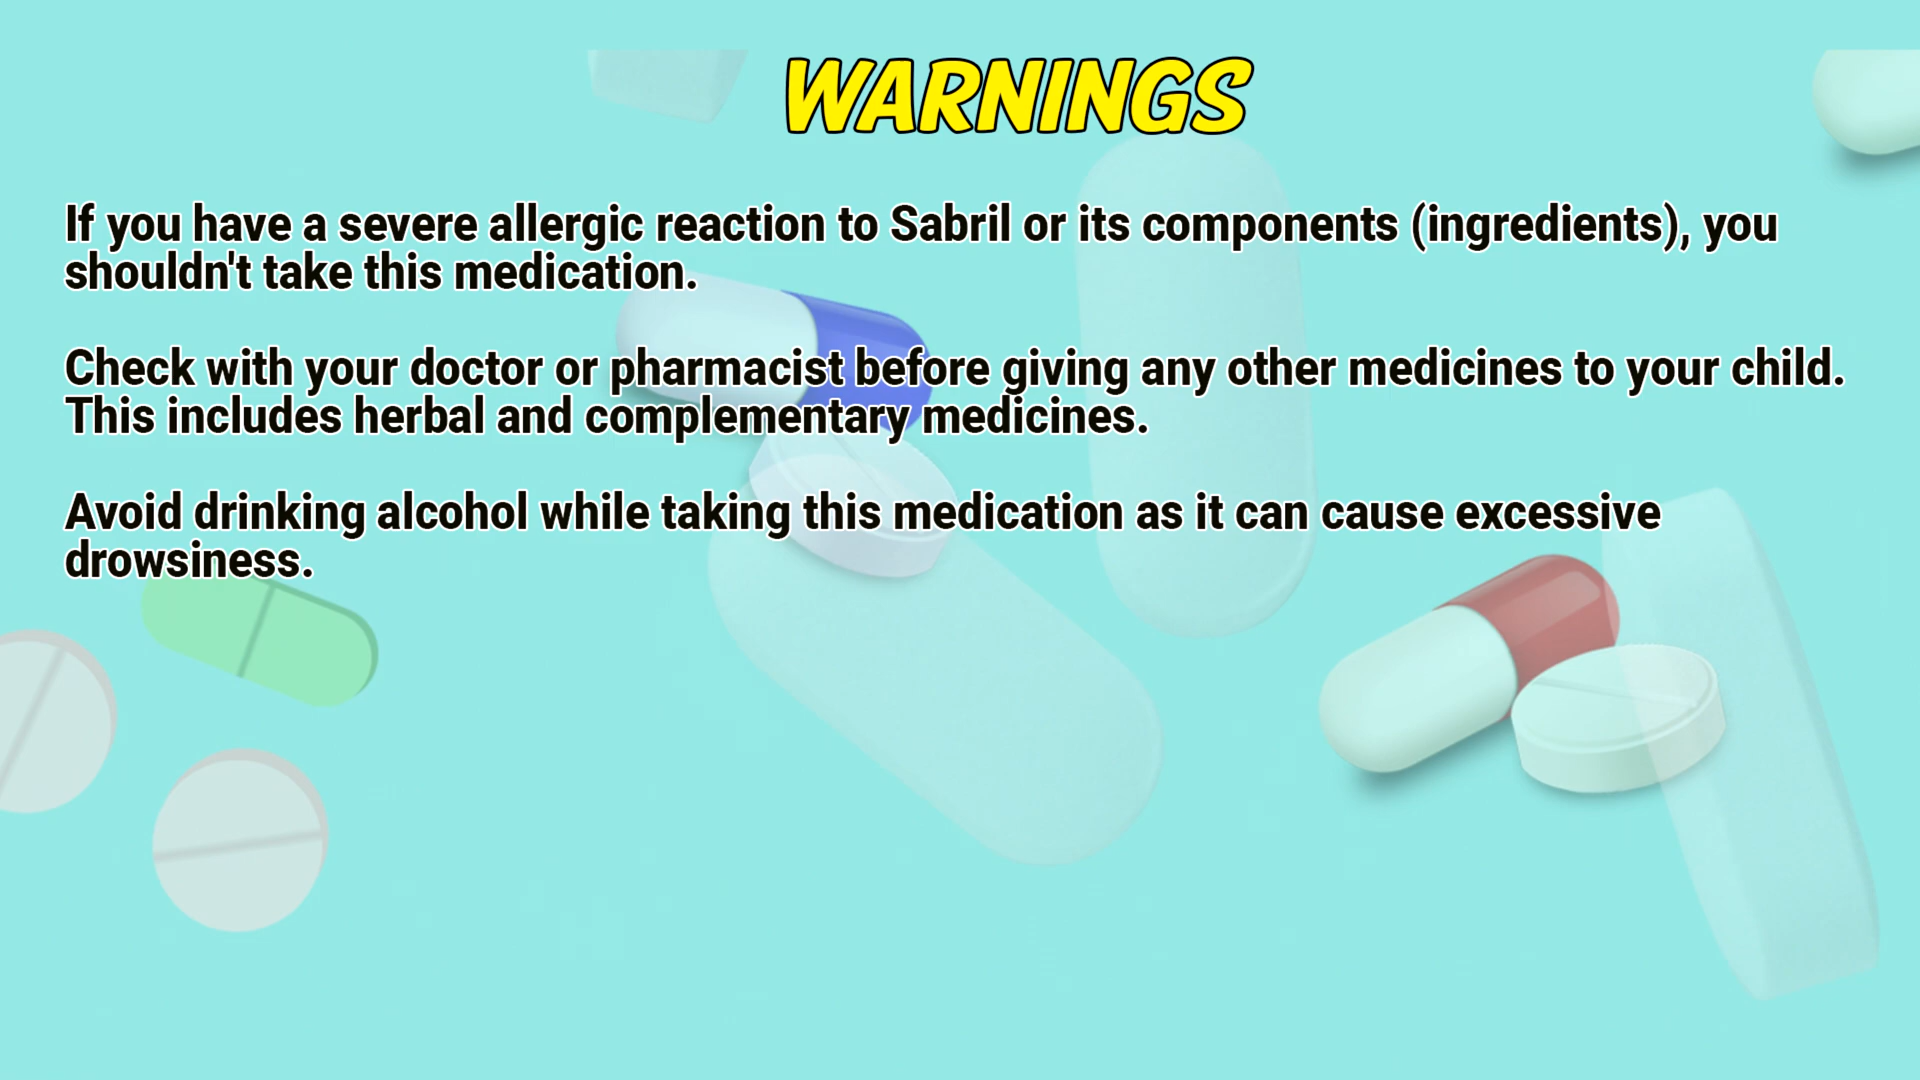 WARNINGS
If you have a severe allergic reaction to Sabril or its components (ingredients), you
shouldn't take this medication.
Check with your doctor or pharmacist before giving any other medicines to your child.
This includes herbal and complementary medicines.
Avoid drinking alcohol while taking this medication as it can cause excessive
drowsiness.